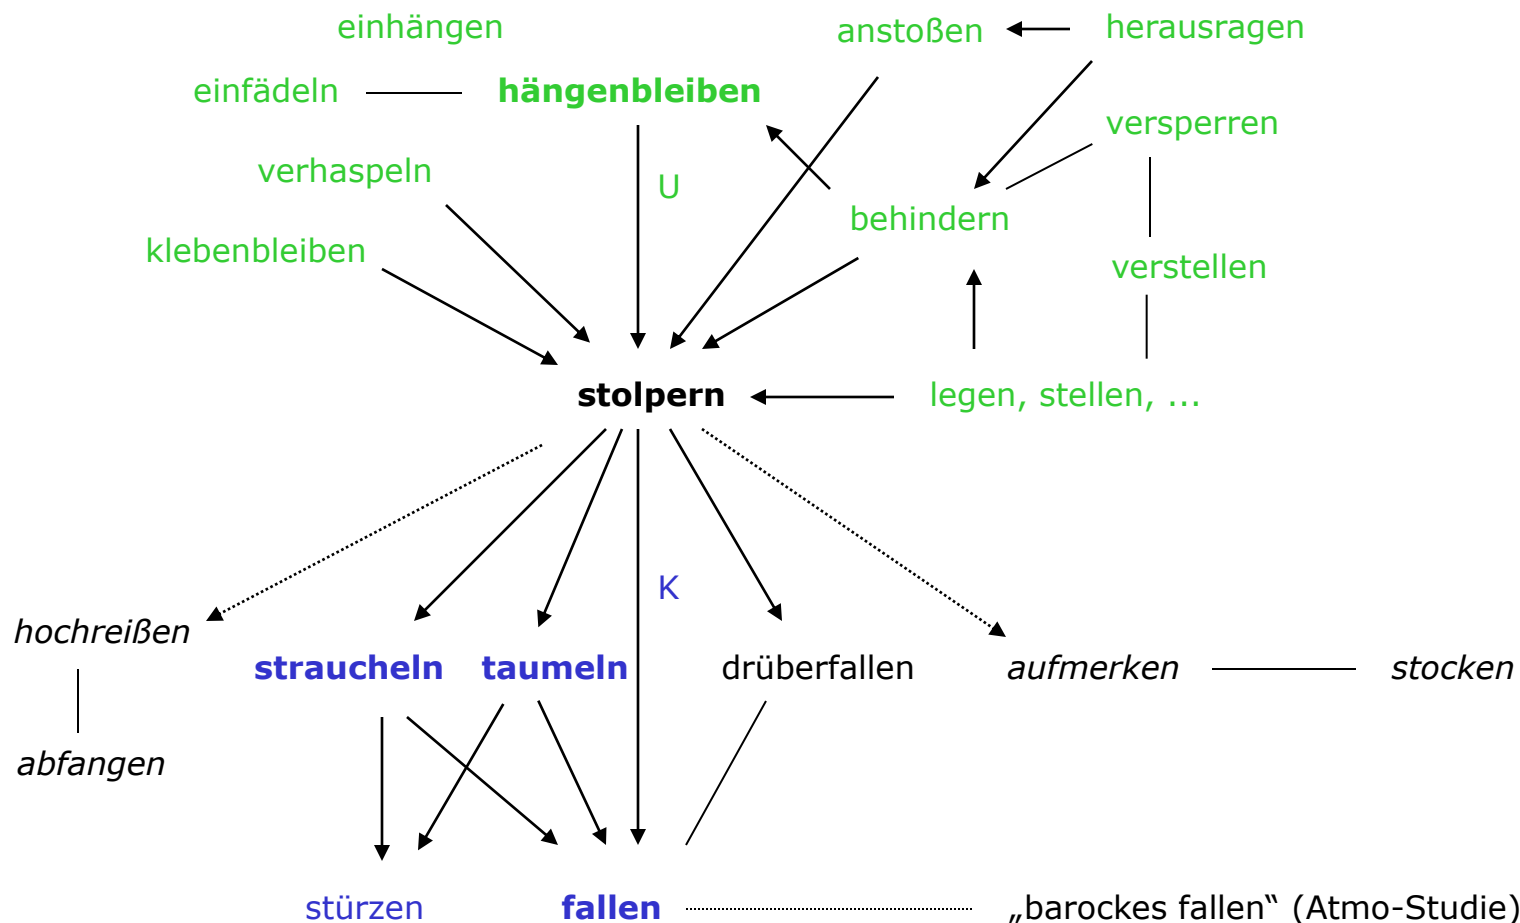 einhängen
anstoßen
herausragen
einfädeln
hängenbleiben
versperren
verhaspeln
U
behindern
klebenbleiben
verstellen
stolpern
legen, stellen, …
K
hochreißen
straucheln
taumeln
drüberfallen
aufmerken
stocken
abfangen
stürzen
fallen
„barockes fallen“ (Atmo-Studie)